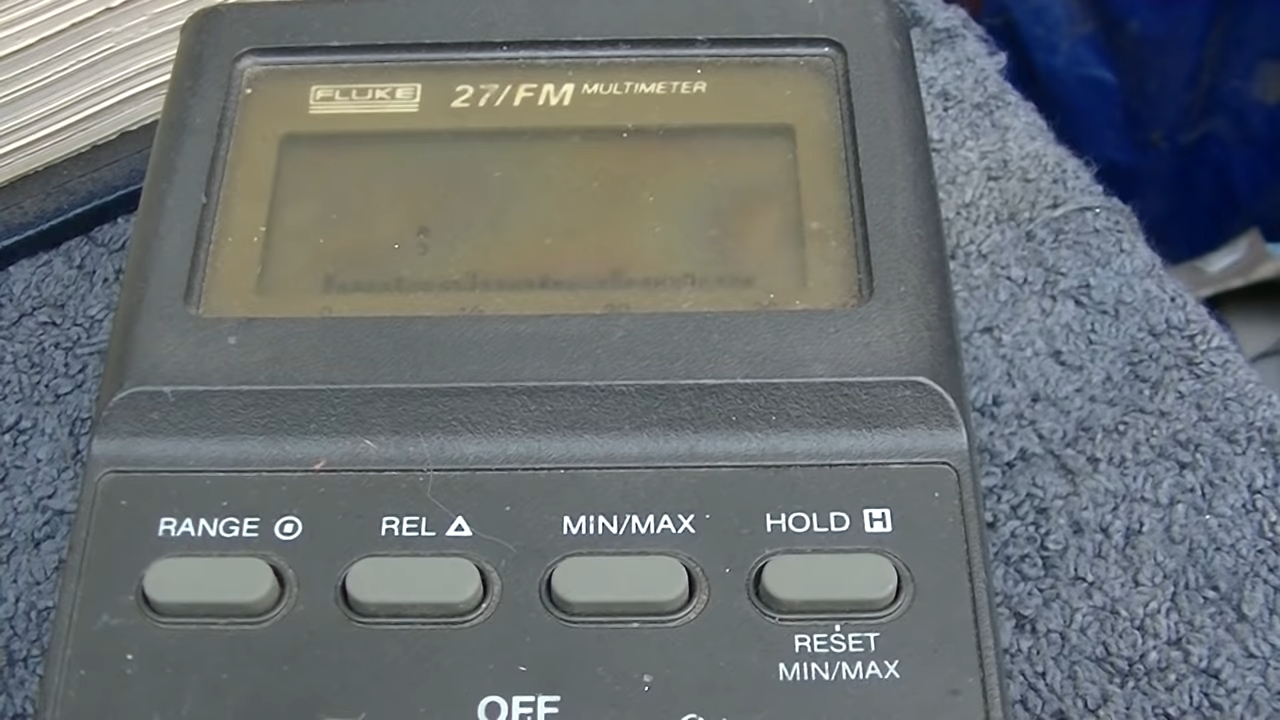 FLUKE 27/FM MULTIMETER
RANGE REL MIN/MAX HOLD H
RESET
MIN/MAX
OFF